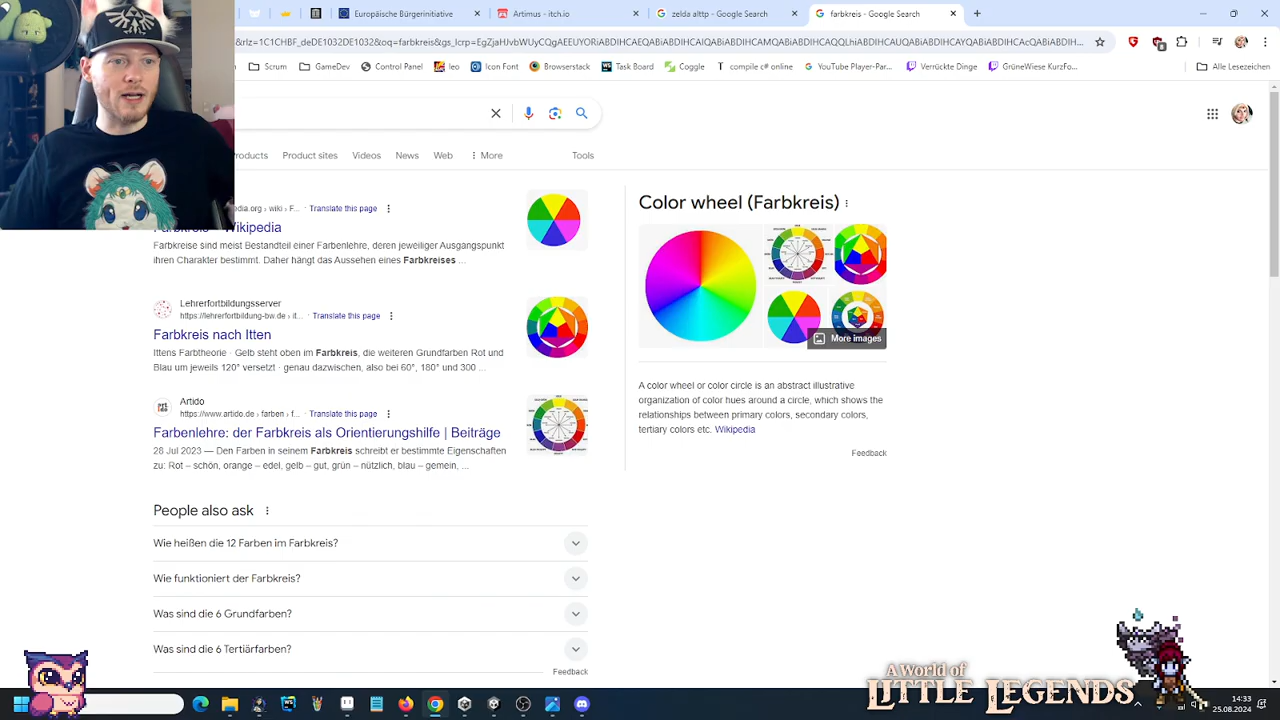 Europäische Bürgerinitiative
Artimus - Twitch
zelda alttp - Google Search
farbkreis - Google Search
Scrum
GameDev
Control Panel
leo
Icon Font
Excel
Task Board
Coggle
compile c# online
YouTube Player-Par...
Verrückte Dinge
GrüneWiese KurzFo...
Alle Lesezeichen
Product sites
Videos
News
Web
More
Tools
Translate this page
Wikipedia
Farbkreise sind meist Bestandteil einer Farbenlehre, deren jeweiliger Ausgangspunkt
ihren Charakter bestimmt. Daher hängt das Aussehen eines Farbkreises ...
Lehrerfortbildungsserver
https://lehrerfortbildung-bw.de › it... · Translate this page
Farbkreis nach Itten
Ittens Farbtheorie · Gelb steht oben im Farbkreis, die weiteren Grundfarben Rot und
Blau um jeweils 120° versetzt · genau dazwischen, also bei 60°, 180° und 300 ...
Artido
https://www.artido.de › farben › f... · Translate this page
Farbenlehre: der Farbkreis als Orientierungshilfe | Beiträge
28 Jul 2023 — Den Farben in seinem Farbkreis schreibt er bestimmte Eigenschaften
zu: Rot – schön, orange – edel, gelb – gut, grün – nützlich, blau – gemein, ...
People also ask
Wie heißen die 12 Farben im Farbkreis?
Wie funktioniert der Farbkreis?
Was sind die 6 Grundfarben?
Was sind die 6 Tertiärfarben?
Feedback
Color wheel (Farbkreis)
More images
A color wheel or color circle is an abstract illustrative
organization of color hues around a circle, which shows the
relationships between primary colors, secondary colors,
tertiary colors etc. Wikipedia
Feedback
A World of
Little Legends
14:33
25.08.2024